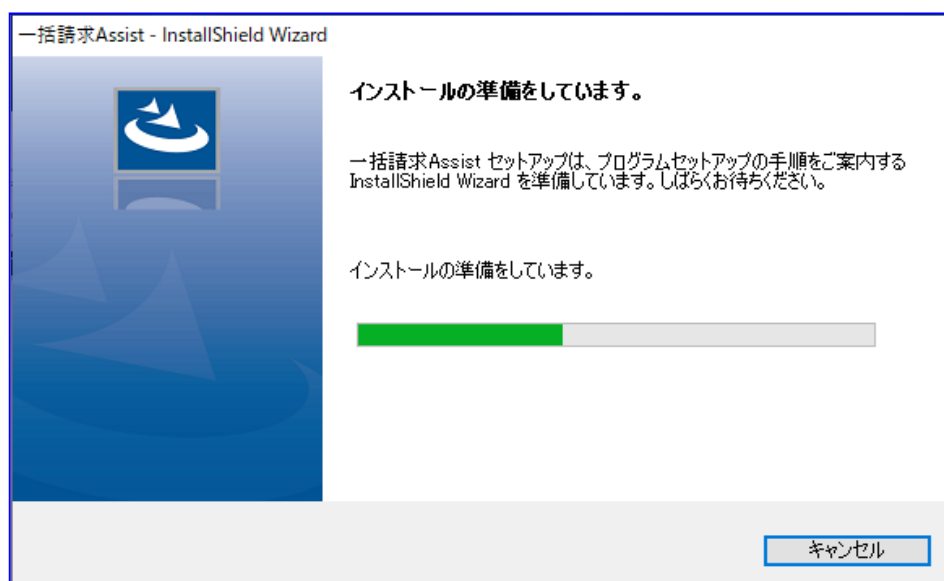 一括請求Assist - InstallShield Wizard
インストールの準備をしています。
一括請求Assist セットアップは、プログラムセットアップの手順をご案内する
InstallShield Wizard を準備しています。しばらくお待ちください。
インストールの準備をしています。
キャンセル